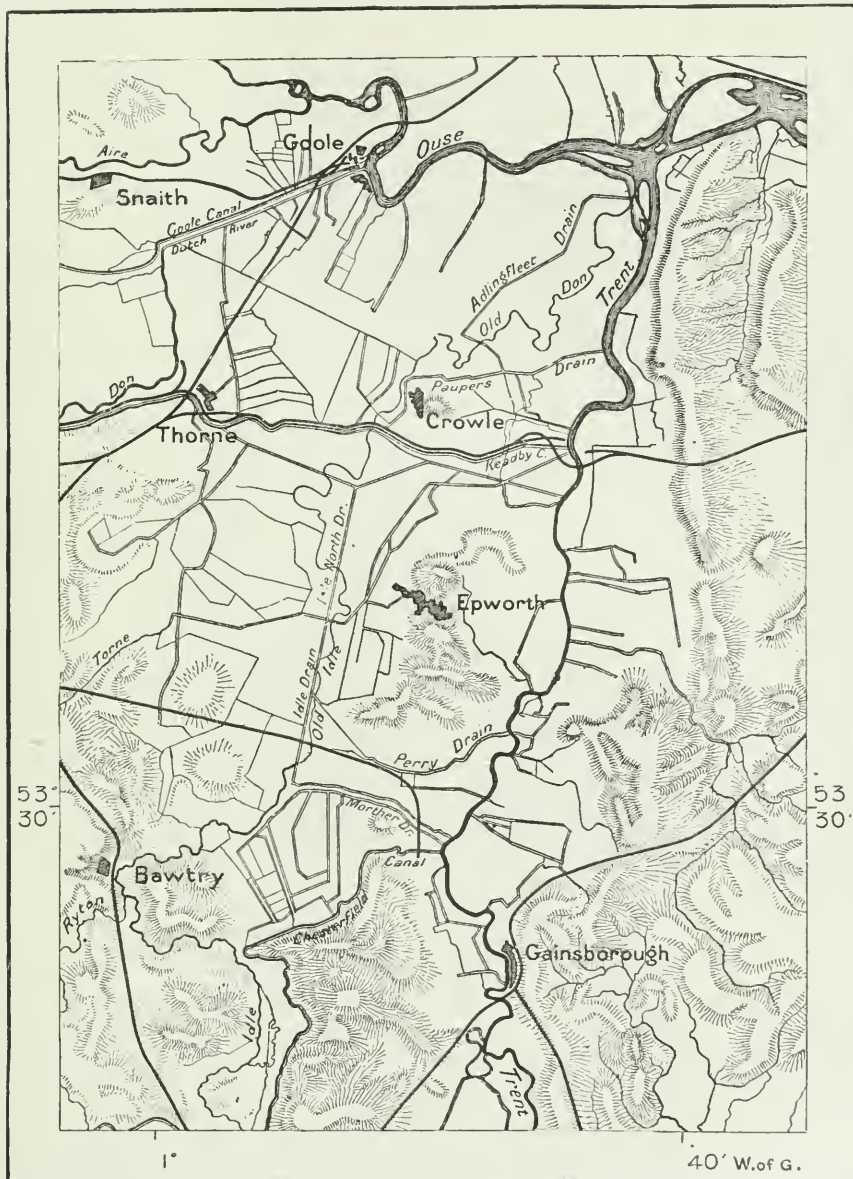 Goole
Ouse
Aire
Snaith
Goole Canal
Dutch River
Adlingfleet Drain
Old Don
Trent
Don
Paupers Drain
Crowle
Thorne
Keadby C.
Idle North Dr.
Epworth
Torne
Idle Drain
Old Idle
Perry Drain
53°
30′
53
30′
Morther Dr.
Canal
Bawtry
Chesterfield
Ryton
Gainsborough
Idle
Trent
1°
40′ W. of G.